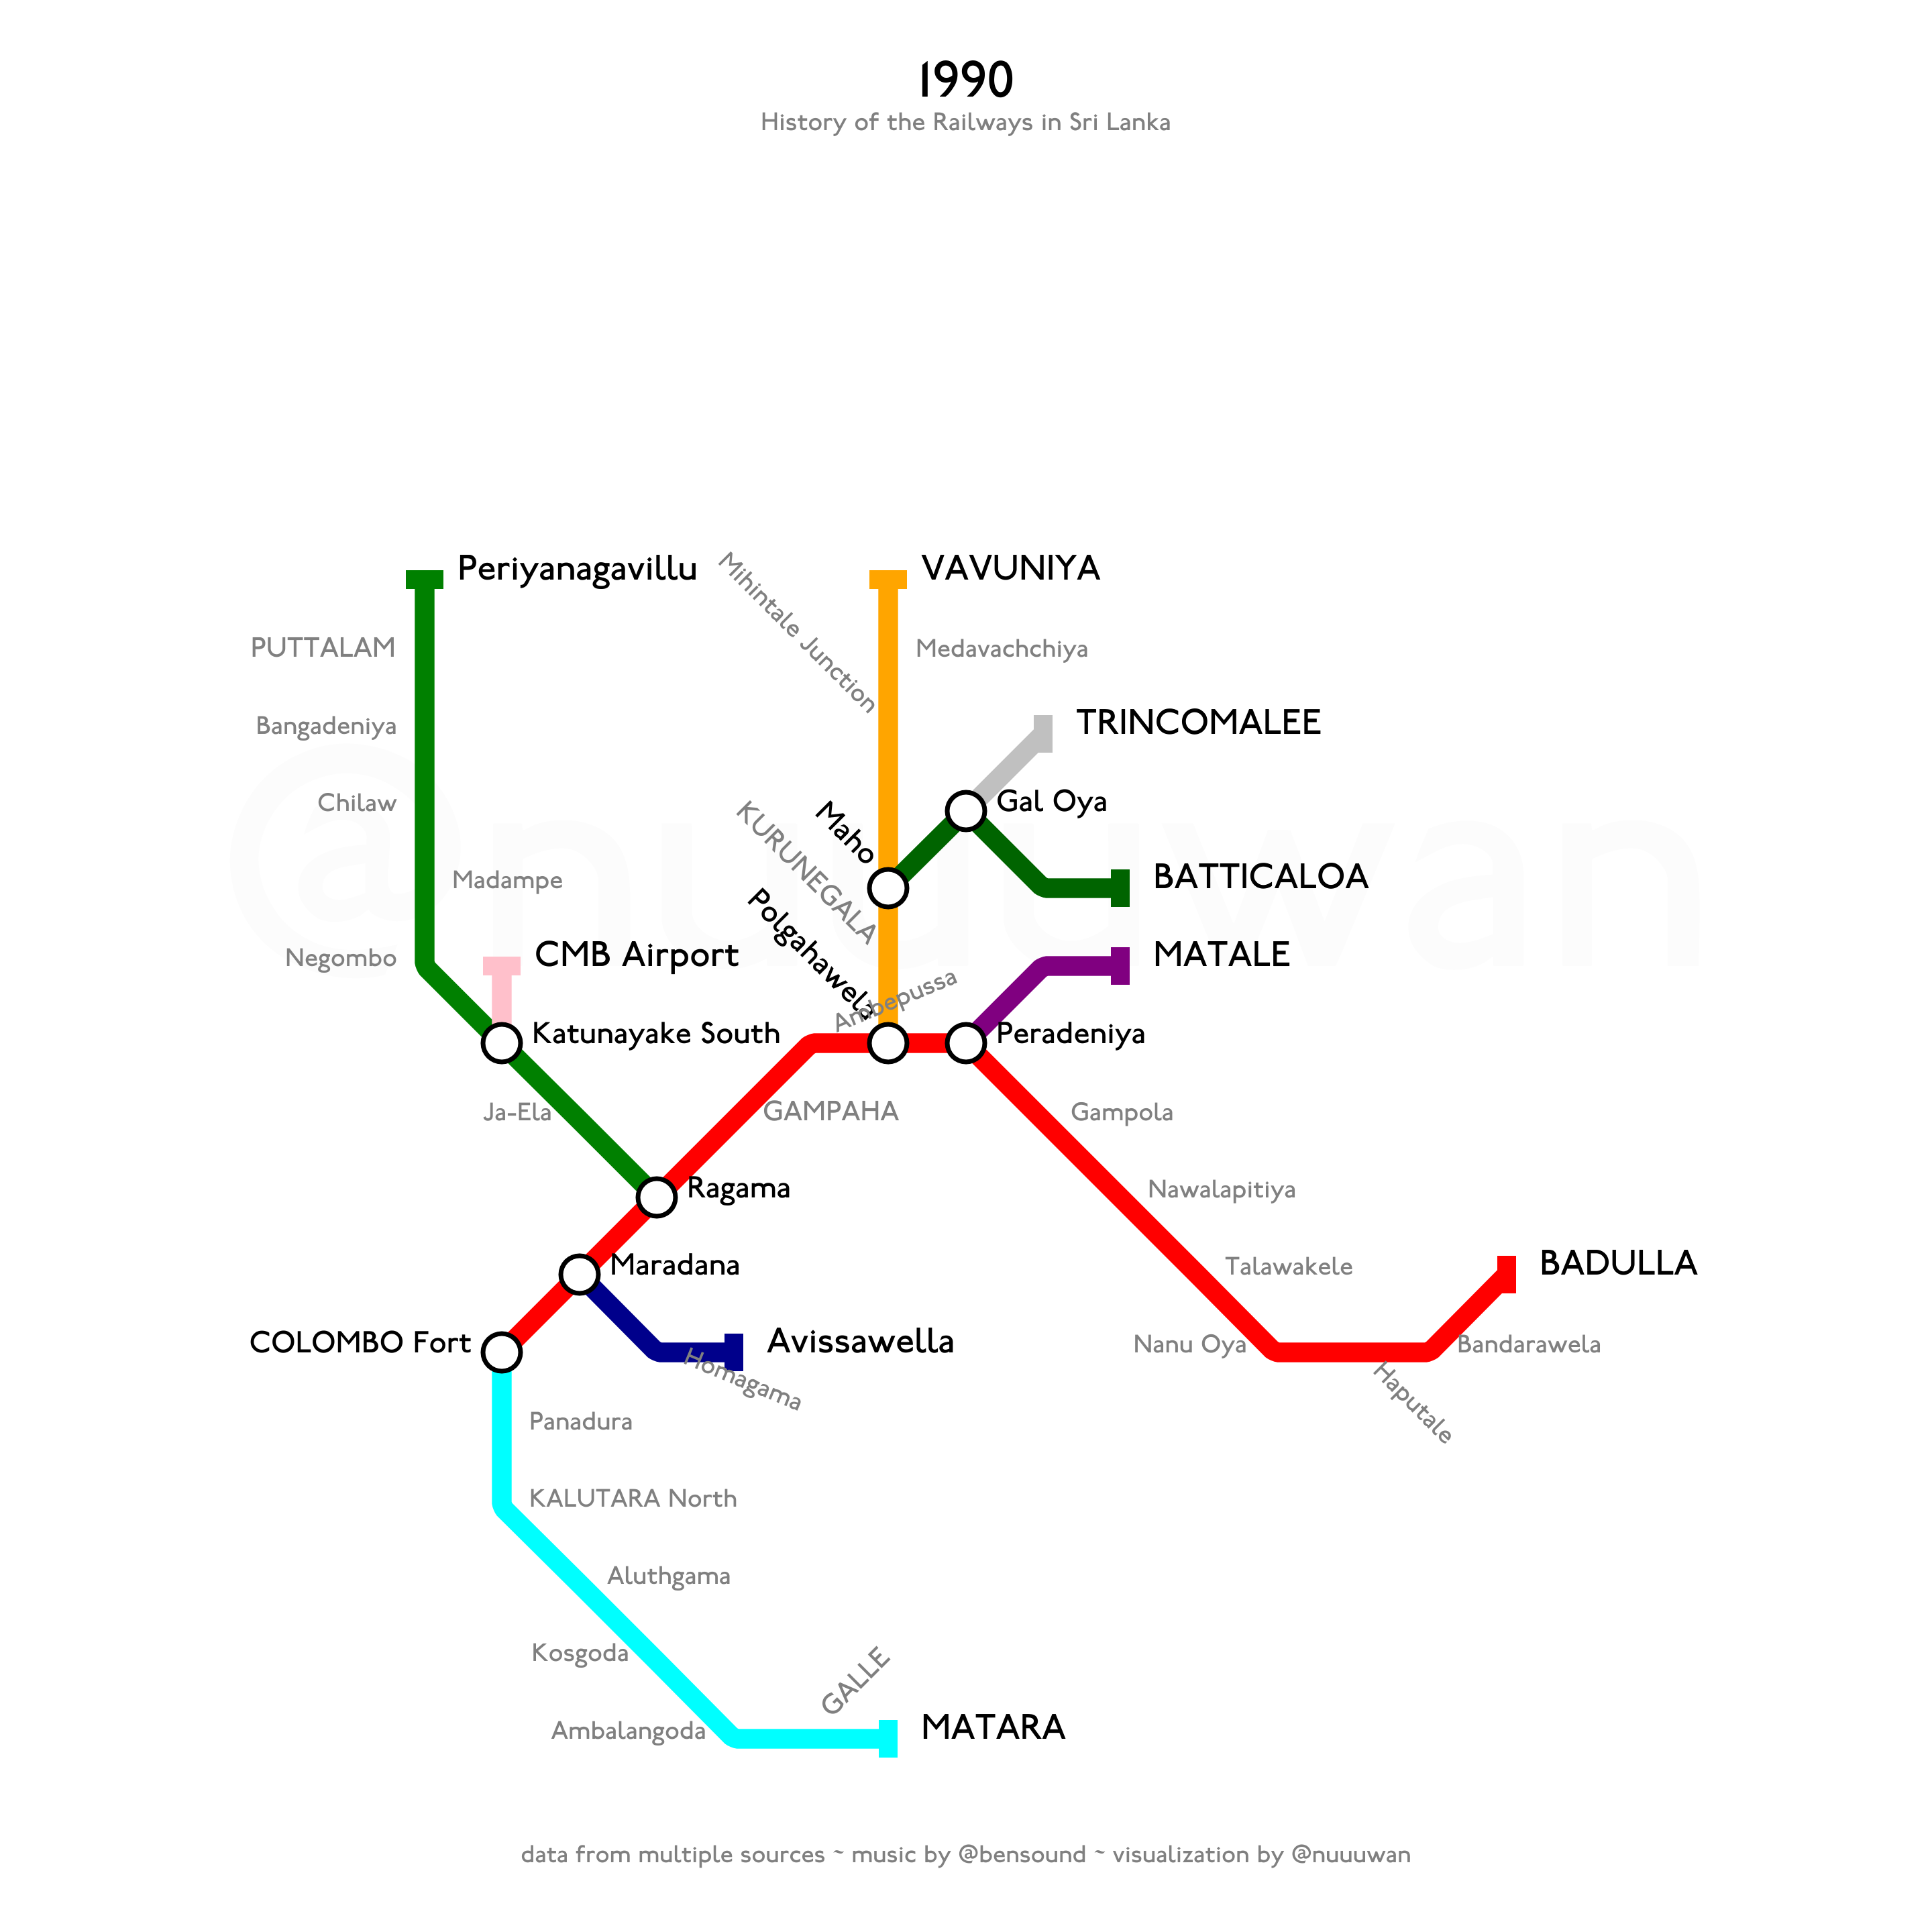 1990
History of the Railways in Sri Lanka
Periyanagavillu
VAVUNIYA
PUTTALAM
Mihintale Junction
Medavachchiya
Bangadeniya
TRINCOMALEE
Chilaw
Maho
Gal Oya
Madampe
KURUNEGALA
BATTICALOA
@nuuuwan
Negombo
CMB Airport
Polgahawela
Ambepussa
MATALE
Katunayake South
Peradeniya
Ja-Ela
GAMPAHA
Gampola
Ragama
Nawalapitiya
Maradana
Talawakele
BADULLA
COLOMBO Fort
Avissawella
Homagama
Nanu Oya
Haputale
Bandarawela
Panadura
KALUTARA North
Aluthgama
Kosgoda
GALLE
Ambalangoda
MATARA
data from multiple sources ~ music by @bensound ~ visualization by @nuuuwan